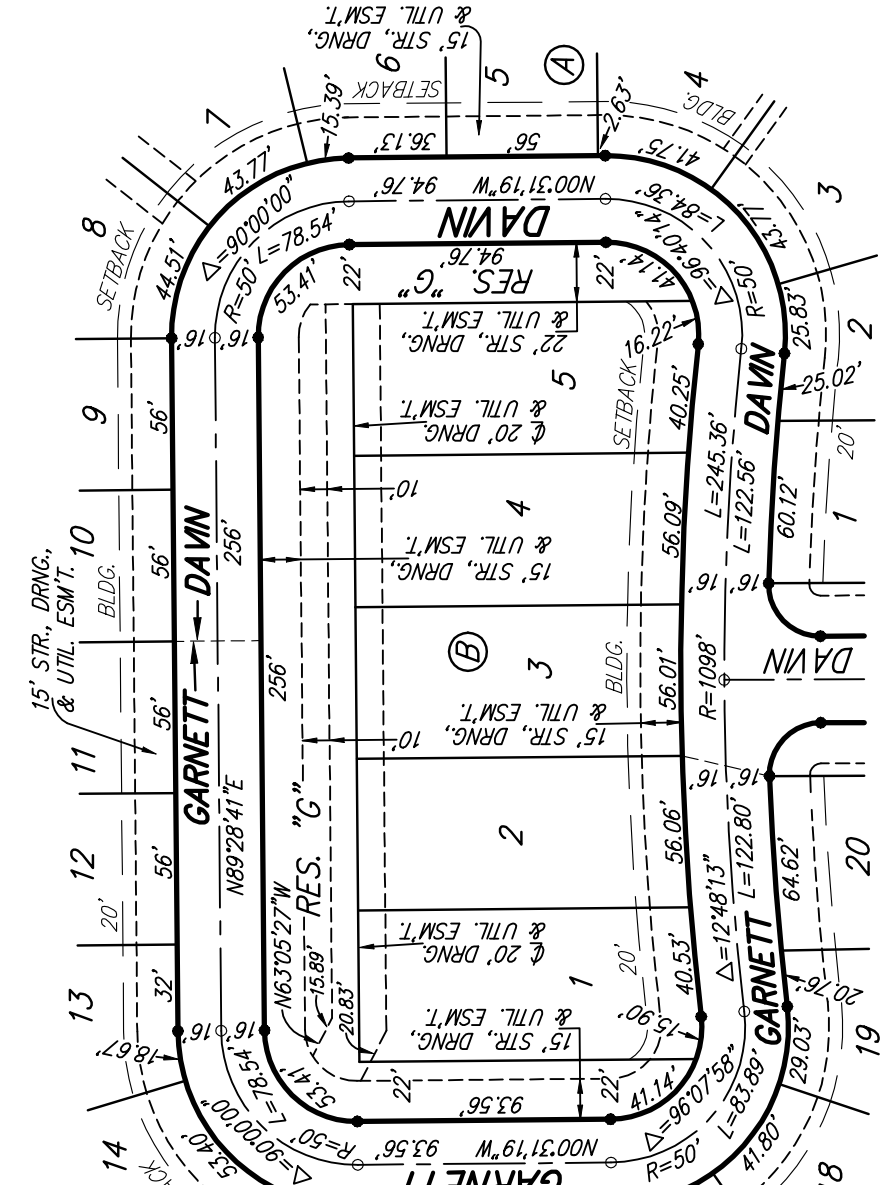 15' STR., DRNG,
& UTIL. ESM'T.
6
SETBACK
5
A
4
BLDG.
7
15.39'
36.13'
56'
2.63'
41.75'
3
43.77'
8
SETBACK
44.51'
43.77'
Δ=90°00'00"
R=50'
L=78.54'
53.41'
94.76'
N00°31'19"W
DAVIN
94.76'
RES. "G"
22'
22'
41.14'
Δ=96°40'14"
L=84.36'
R=50'
25.83'
2
16'
16'
22' STR., DRNG,
& UTIL. ESM'T.
16.22'
DAVIN
25.02'
9
56'
5
SETBACK
40.25'
₵ 20' DRNG
& UTIL ESM'T.
L=245.36'
L=122.56'
60.12'
20'
1
15' STR., DRNG.,
& UTIL. ESM'T.
10
BLDG.
56'
DAVIN
256'
10'
4
15' STR., DRNG,
& UTIL ESM'T.
56.09'
16'
16'
256'
B
3
BLDG.
56.01'
R=1098'
DAVIN
11
56'
GARNETT
10'
15' STR., DRNG,
& UTIL ESM'T.
16'
16'
12
20'
56'
N89°28'41"E
RES. "G"
2
56.06'
L=122.80'
Δ=12°48'13"
64.62'
20
13
32'
N63°05'27"W
15.89'
20.83'
₵ 20' DRNG
& UTIL. ESM'T.
1
20'
40.53'
GARNETT
20.76'
18.67'
16'
16'
15' STR., DRNG,
& UTIL. ESM'T.
15.90'
29.03'
19
14
53.40'
Δ=90°00'00"
L=78.54'
R=50'
53.41'
22'
93.56'
22'
41.14'
93.56'
N00°31'19"W
GARNETT
Δ=96°07'58"
L=83.89'
R=50'
41.80'
18